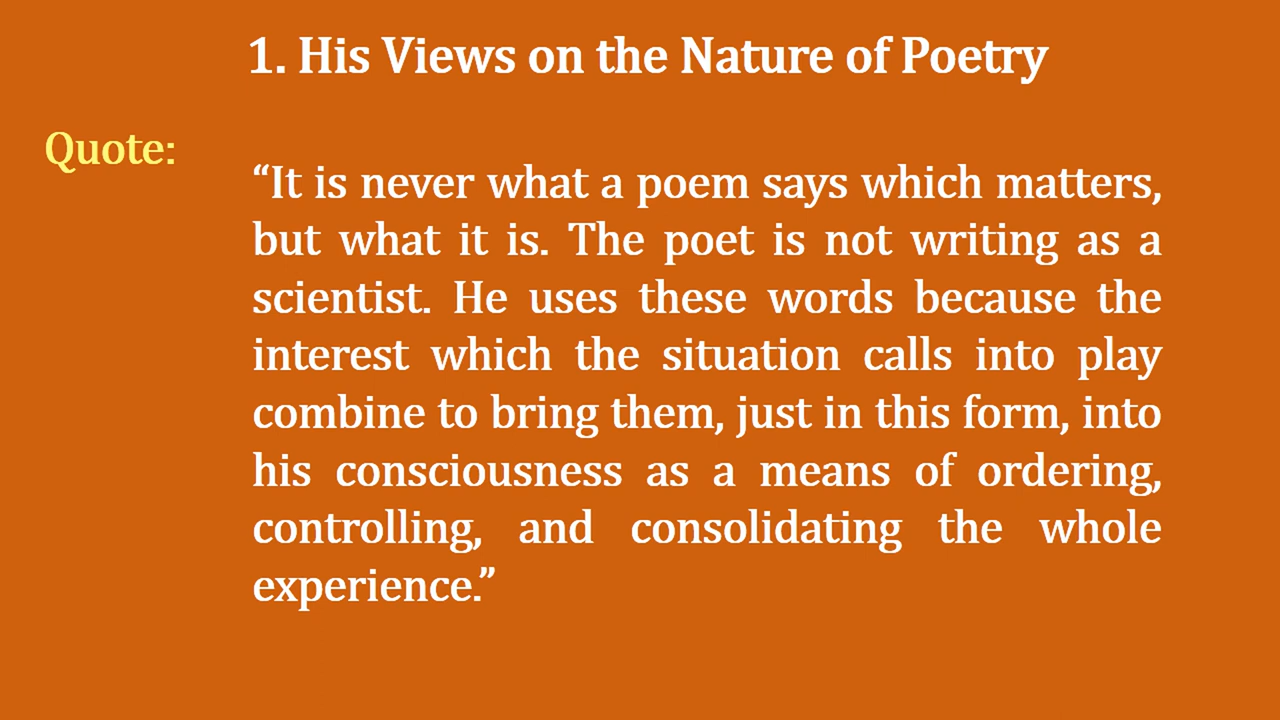 1. His Views on the Nature of Poetry
Quote:
“It is never what a poem says which matters,
but what it is. The poet is not writing as a
scientist. He uses these words because the
interest which the situation calls into play
combine to bring them, just in this form, into
his consciousness as a means of ordering,
controlling, and consolidating the whole
experience.”